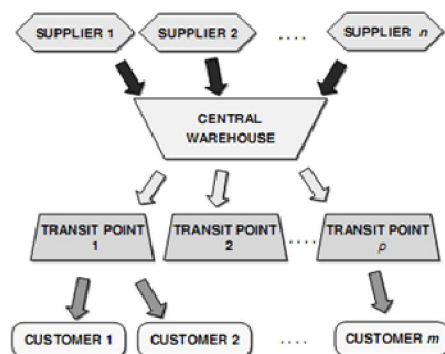 SUPPLIER 1 SUPPLIER 2 .... SUPPLIER n
CENTRAL
WAREHOUSE
TRANSIT POINT TRANSIT POINT TRANSIT POINT
1 2 .... p
CUSTOMER 1 CUSTOMER 2 .... CUSTOMER m